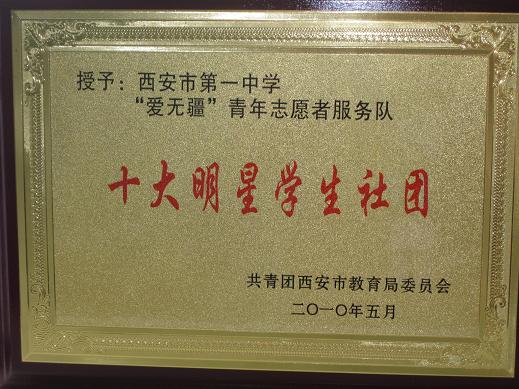 授予：西安市第一中学
“爱无疆”青年志愿者服务队
十大明星学生社团
共青团西安市教育局委员会
二〇一〇年五月